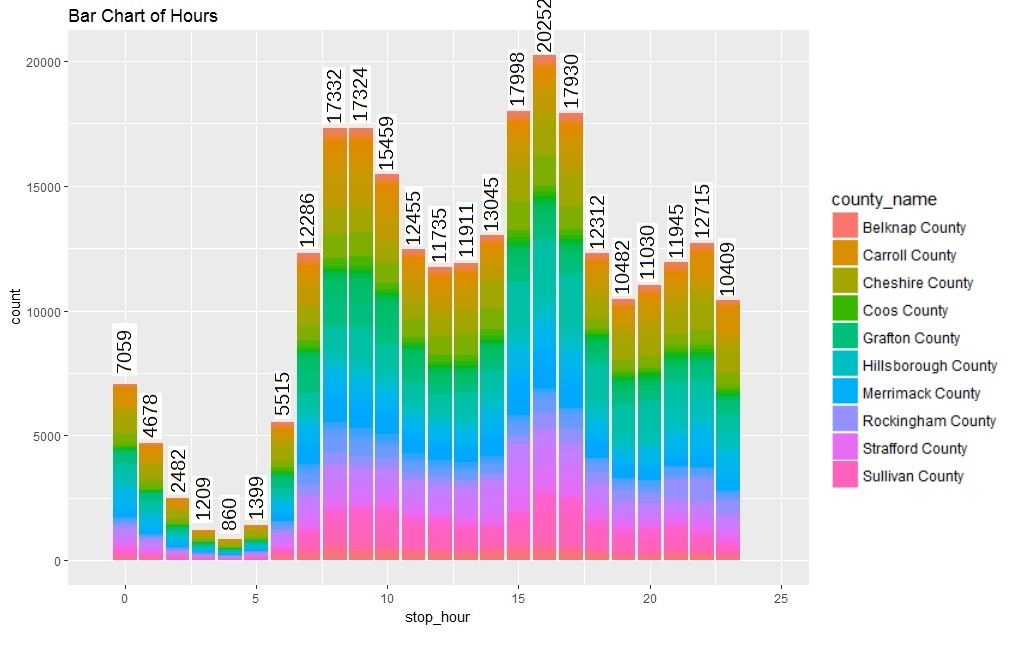 Bar Chart of Hours
20252
17998
17930
17332
17324
15459
12286
12455
11735
11911
13045
12312
10482
11030
11945
12715
10409
7059
4678
2482
1209
860
1399
5515
20000
15000
10000
5000
0
count
0 5 10 15 20 25
stop_hour
county_name
Belknap County
Carroll County
Cheshire County
Coos County
Grafton County
Hillsborough County
Merrimack County
Rockingham County
Strafford County
Sullivan County